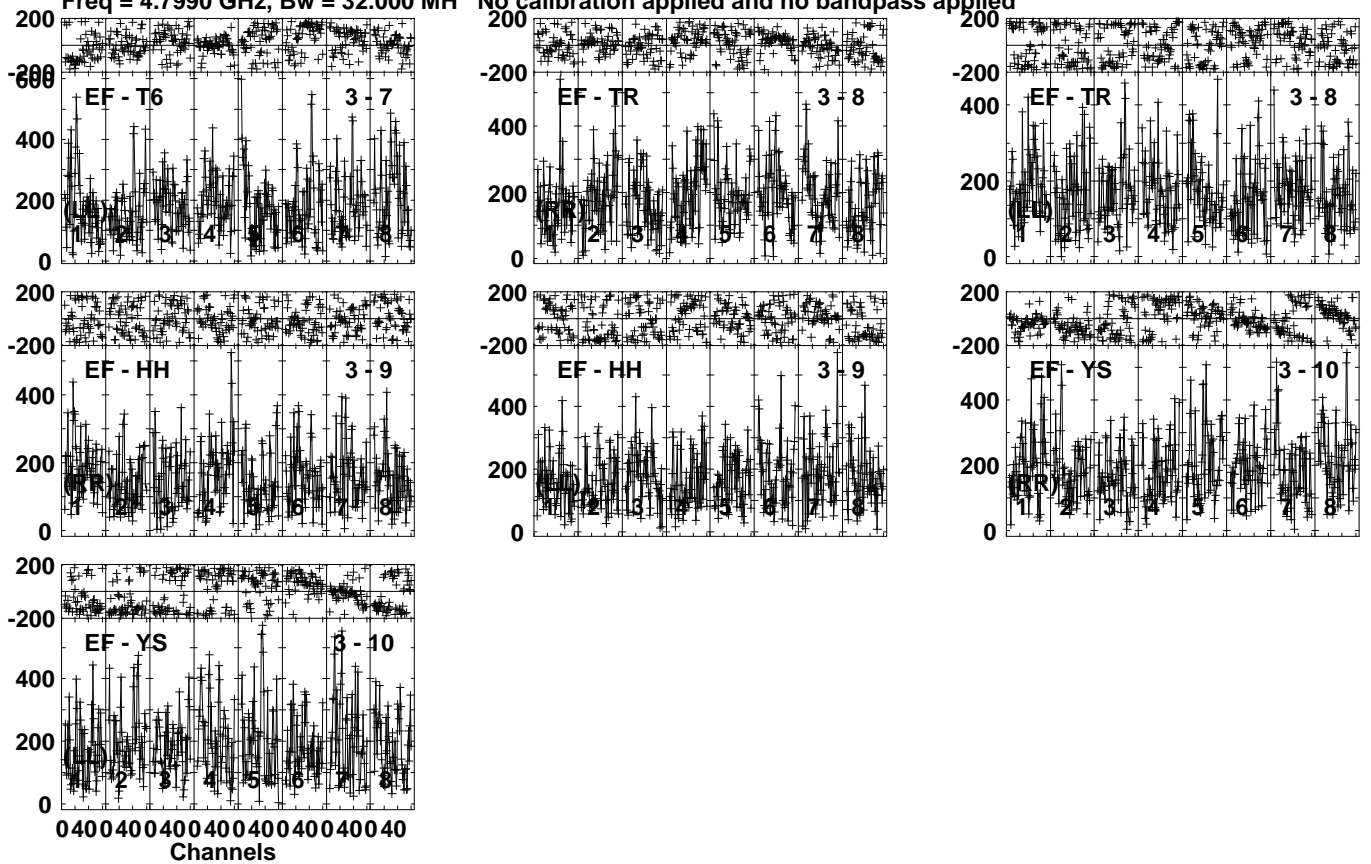 Freq = 4.7990 GHz, Bw = 32.000 MH No calibration applied and no bandpass applied
200
-200
600
400
200
0
EF - T6 3 - 7
(LL)
1 2 3 4 5 6 7 8
200
-200
400
200
0
EF - TR 3 - 8
(RR)
1 2 3 4 5 6 7 8
200
-200
400
200
0
EF - TR 3 - 8
(LL)
1 2 3 4 5 6 7 8
200
-200
400
200
0
EF - HH 3 - 9
(RR)
1 2 3 4 5 6 7 8
200
-200
400
200
0
EF - HH 3 - 9
(LL)
1 2 3 4 5 6 7 8
200
-200
400
200
0
EF - YS 3 - 10
(RR)
1 2 3 4 5 6 7 8
200
-200
400
200
0
EF - YS 3 - 10
(LL)
1 2 3 4 5 6 7 8
0 40 0 40 0 40 0 40 0 40 0 40 0 40 0 40
Channels